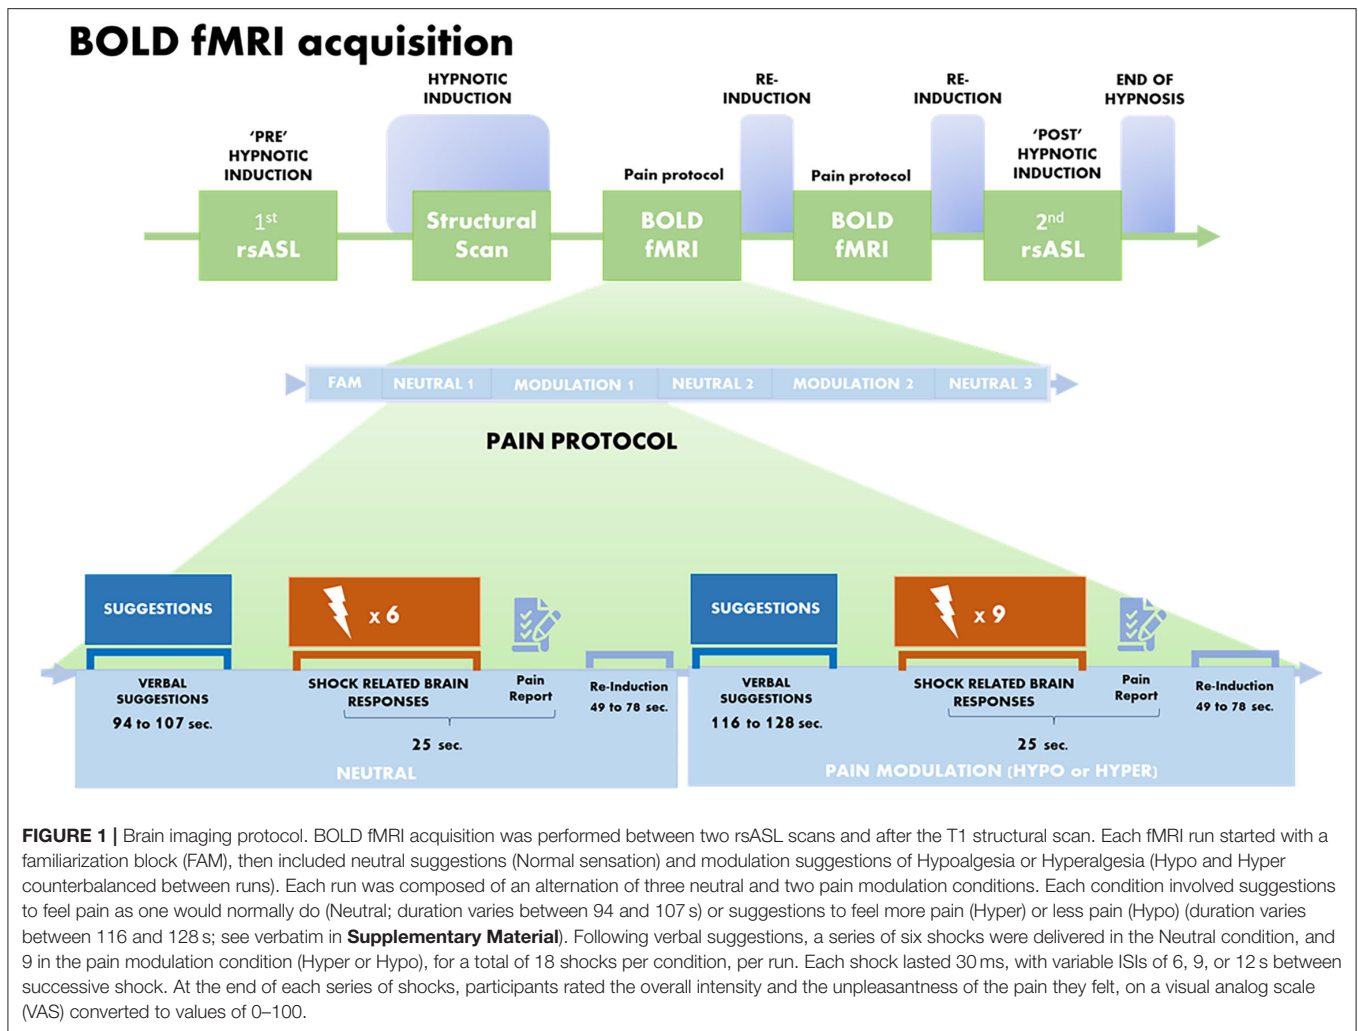 BOLD fMRI acquisition
HYPNOTIC
INDUCTION
RE-
INDUCTION
RE-
INDUCTION
END OF
HYPNOSIS
'PRE'
HYPNOTIC
INDUCTION
Pain protocol
Pain protocol
'POST'
HYPNOTIC
INDUCTION
1st
rsASL
Structural
Scan
BOLD
fMRI
BOLD
fMRI
2nd
rsASL
FAM
NEUTRAL 1
MODULATION 1
NEUTRAL 2
MODULATION 2
NEUTRAL 3
PAIN PROTOCOL
SUGGESTIONS
x 6
SUGGESTIONS
x 9
VERBAL
SUGGESTIONS
94 to 107 sec.
SHOCK RELATED BRAIN
RESPONSES
Pain
Report
25 sec.
Re-Induction
49 to 78 sec.
NEUTRAL
VERBAL
SUGGESTIONS
116 to 128 sec.
SHOCK RELATED BRAIN
RESPONSES
Pain
Report
25 sec.
Re-Induction
49 to 78 sec.
PAIN MODULATION (HYPO or HYPER)
FIGURE 1 | Brain imaging protocol. BOLD fMRI acquisition was performed between two rsASL scans and after the T1 structural scan. Each fMRI run started with a
familiarization block (FAM), then included neutral suggestions (Normal sensation) and modulation suggestions of Hypoalgesia or Hyperalgesia (Hypo and Hyper
counterbalanced between runs). Each run was composed of an alternation of three neutral and two pain modulation conditions. Each condition involved suggestions
to feel pain as one would normally do (Neutral; duration varies between 94 and 107 s) or suggestions to feel more pain (Hyper) or less pain (Hypo) (duration varies
between 116 and 128 s; see verbatim in Supplementary Material). Following verbal suggestions, a series of six shocks were delivered in the Neutral condition, and
9 in the pain modulation condition (Hyper or Hypo), for a total of 18 shocks per condition, per run. Each shock lasted 30 ms, with variable ISIs of 6, 9, or 12 s between
successive shock. At the end of each series of shocks, participants rated the overall intensity and the unpleasantness of the pain they felt, on a visual analog scale
(VAS) converted to values of 0–100.